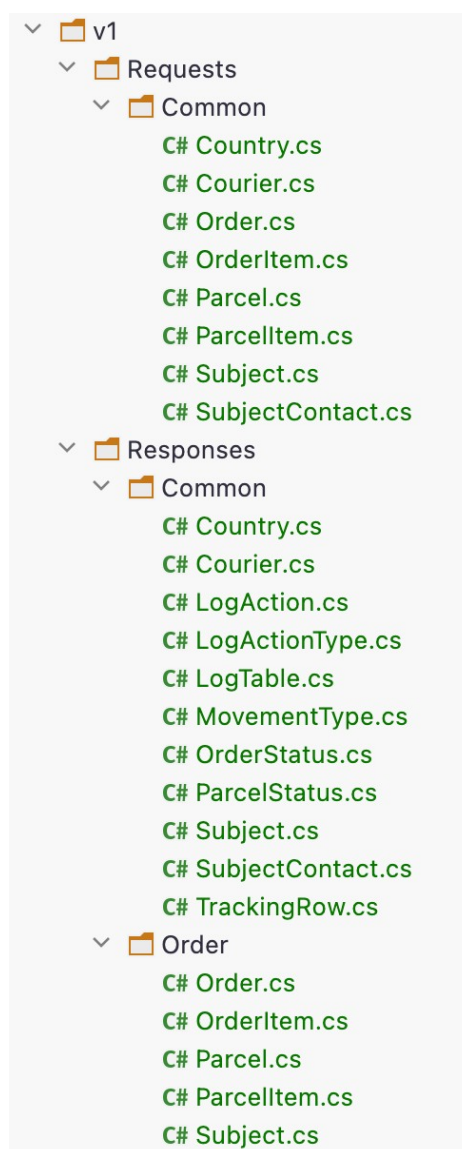 v1
Requests
Common
C# Country.cs
C# Courier.cs
C# Order.cs
C# OrderItem.cs
C# Parcel.cs
C# ParcelItem.cs
C# Subject.cs
C# SubjectContact.cs
Responses
Common
C# Country.cs
C# Courier.cs
C# LogAction.cs
C# LogActionType.cs
C# LogTable.cs
C# MovementType.cs
C# OrderStatus.cs
C# ParcelStatus.cs
C# Subject.cs
C# SubjectContact.cs
C# TrackingRow.cs
Order
C# Order.cs
C# OrderItem.cs
C# Parcel.cs
C# ParcelItem.cs
C# Subject.cs